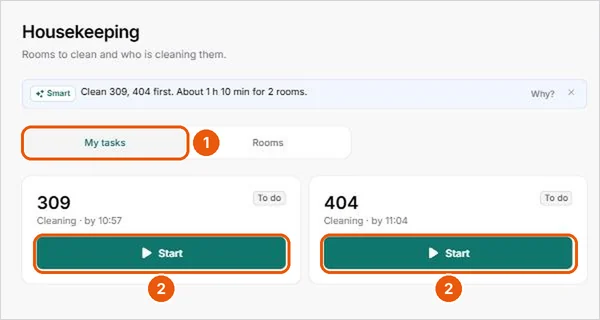 Housekeeping
Rooms to clean and who is cleaning them.
Smart Clean 309, 404 first. About 1 h 10 min for 2 rooms. Why? ×
My tasks 1 Rooms
309 To do
Cleaning · by 10:57
Start
2
404 To do
Cleaning · by 11:04
Start
2